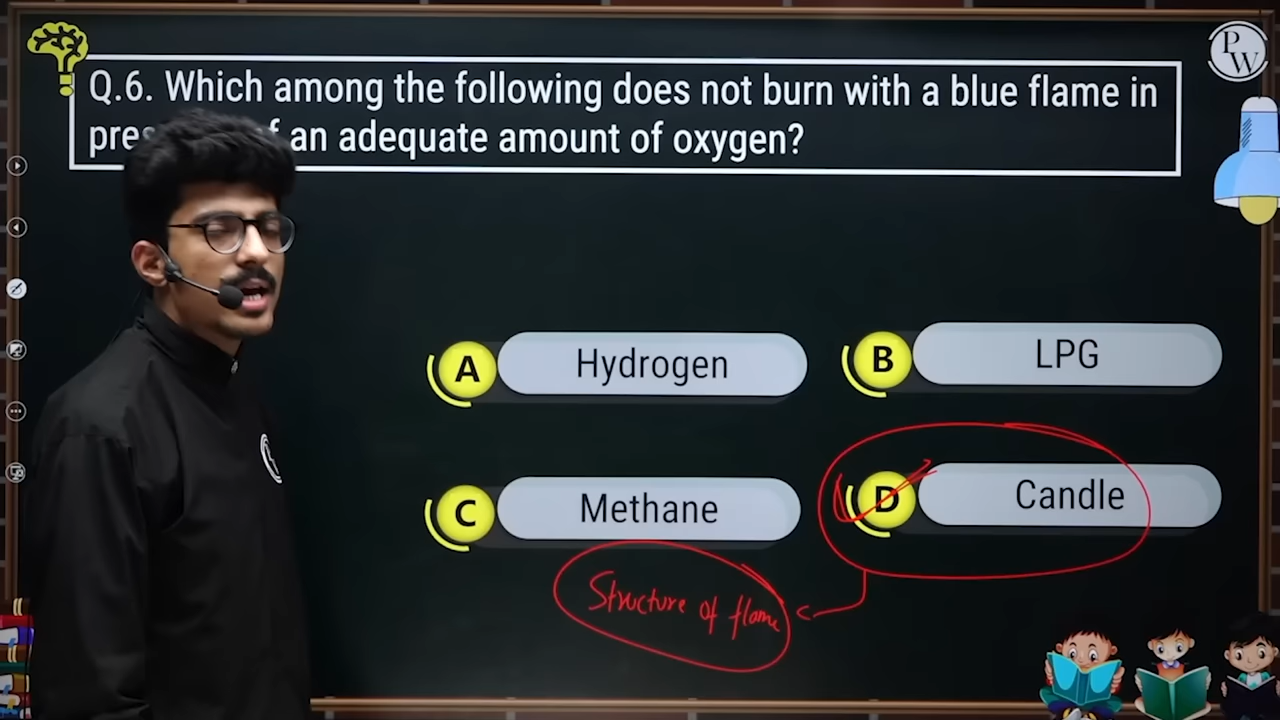 Q.6. Which among the following does not burn with a blue flame in
pres f an adequate amount of oxygen?
P
W
A Hydrogen
B LPG
C Methane
D Candle
Structure of flame